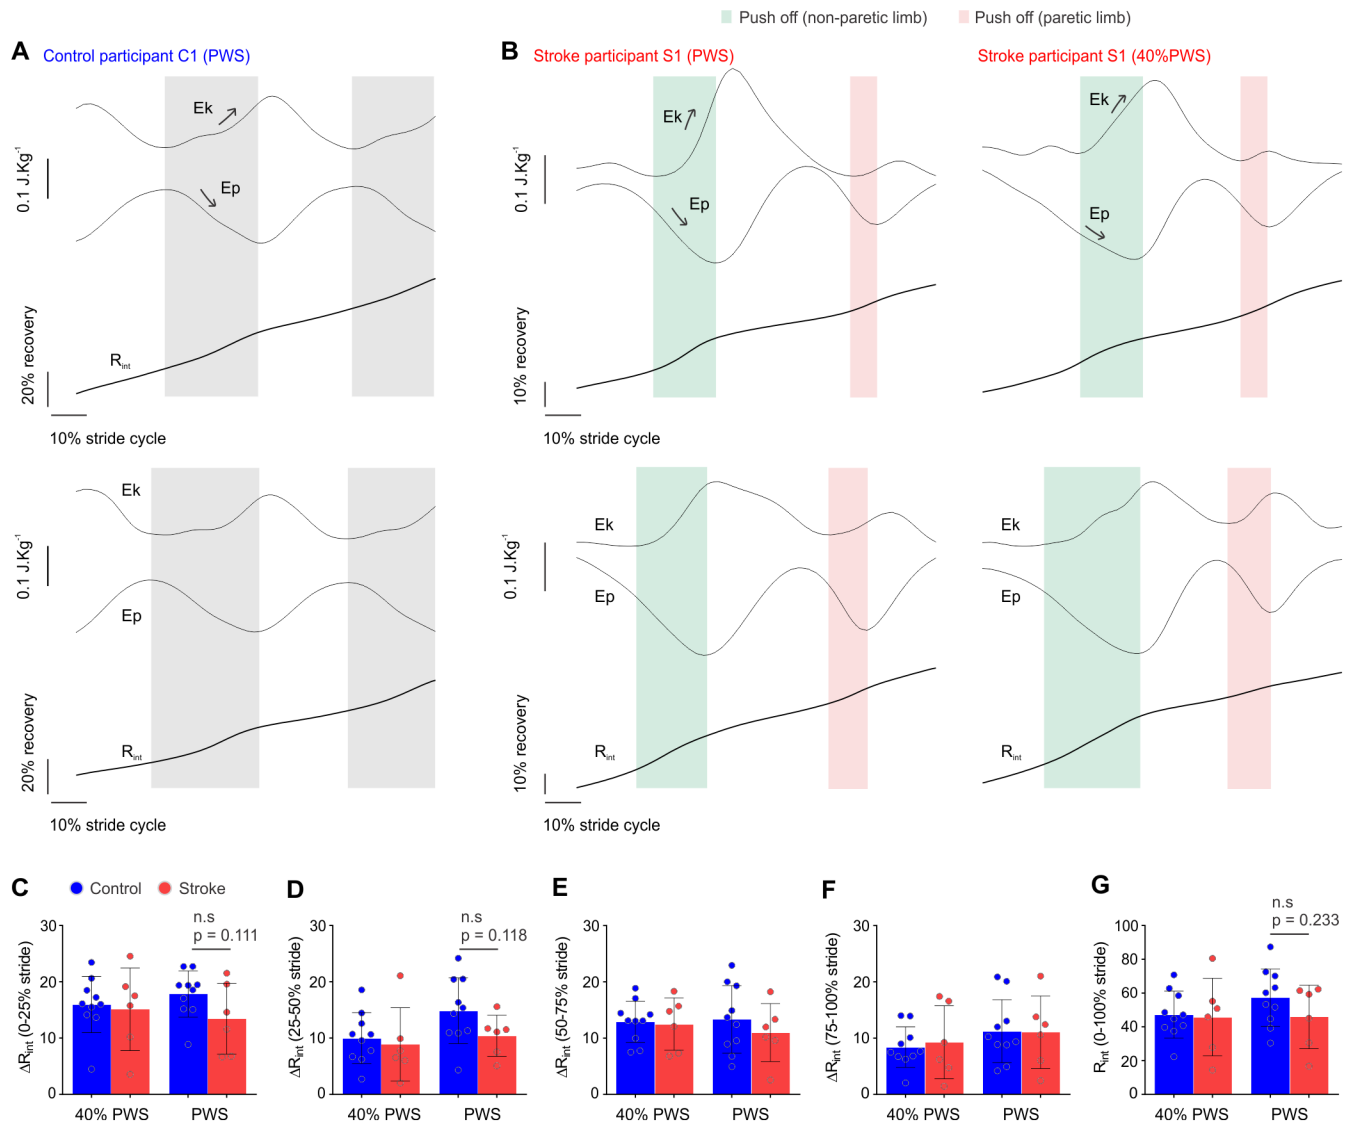 Push off (non-paretic limb)
Push off (paretic limb)
A
Control participant C1 (PWS)
B
Stroke participant S1 (PWS)
Stroke participant S1 (40%PWS)
Ek
Ep
0.1 J.Kg-1
20% recovery
Rint
10% stride cycle
Ek
Ep
0.1 J.Kg-1
10% recovery
10% stride cycle
Ek
Ep
Ek
Ep
0.1 J.Kg-1
20% recovery
Rint
10% stride cycle
Ek
Ep
0.1 J.Kg-1
10% recovery
Rint
10% stride cycle
Ek
Ep
Rint
C
Control
Stroke
n.s
p = 0.111
ΔRint (0-25% stride)
30
20
10
0
40% PWS
PWS
D
n.s
p = 0.118
ΔRint (25-50% stride)
30
20
10
0
40% PWS
PWS
E
ΔRint (50-75% stride)
30
20
10
0
40% PWS
PWS
F
ΔRint (75-100% stride)
30
20
10
0
40% PWS
PWS
G
n.s
p = 0.233
Rint (0-100% stride)
100
80
60
40
20
0
40% PWS
PWS